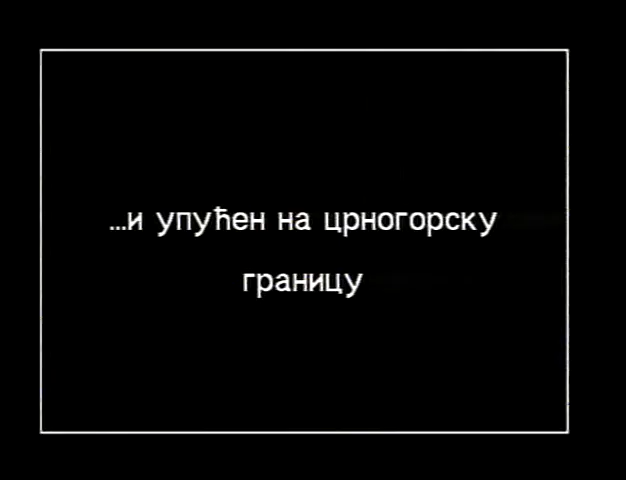 ...и упућен на црногорску
границу